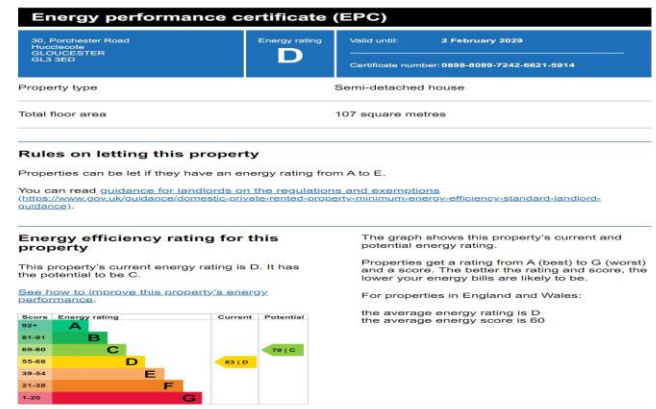 Energy performance certificate (EPC)
30, Porchester Road
Hucclecote
GLOUCESTER
GL3 3ED
Energy rating
D
Valid until: 2 February 2029
Certificate number: 0898-8089-7242-6621-5914
Property type Semi-detached house
Total floor area 107 square metres
Rules on letting this property
Properties can be let if they have an energy rating from A to E.
You can read guidance for landlords on the regulations and exemptions
(https://www.gov.uk/guidance/domestic-private-rented-property-minimum-energy-efficiency-standard-landlord-
guidance).
Energy efficiency rating for this
property
This property's current energy rating is D. It has
the potential to be C.
See how to improve this property's energy
performance.
Score Energy rating Current Potential
92+ A
81-91 B
69-80 C 79 | C
55-68 D 63 | D
39-54 E
21-38 F
1-20 G
The graph shows this property's current and
potential energy rating.
Properties get a rating from A (best) to G (worst)
and a score. The better the rating and score, the
lower your energy bills are likely to be.
For properties in England and Wales:
the average energy rating is D
the average energy score is 60